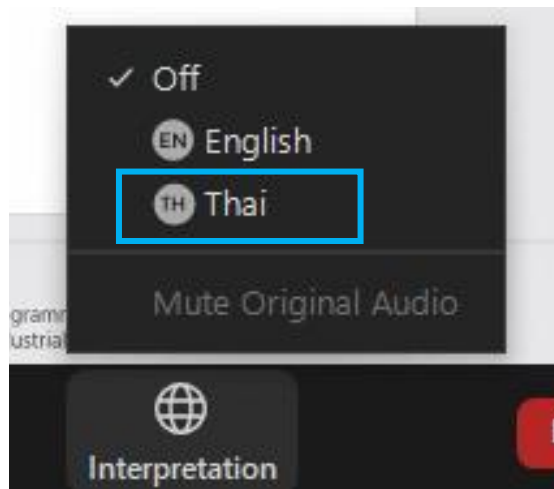 ✓ Off
EN English
TH Thai
Mute Original Audio
Interpretation